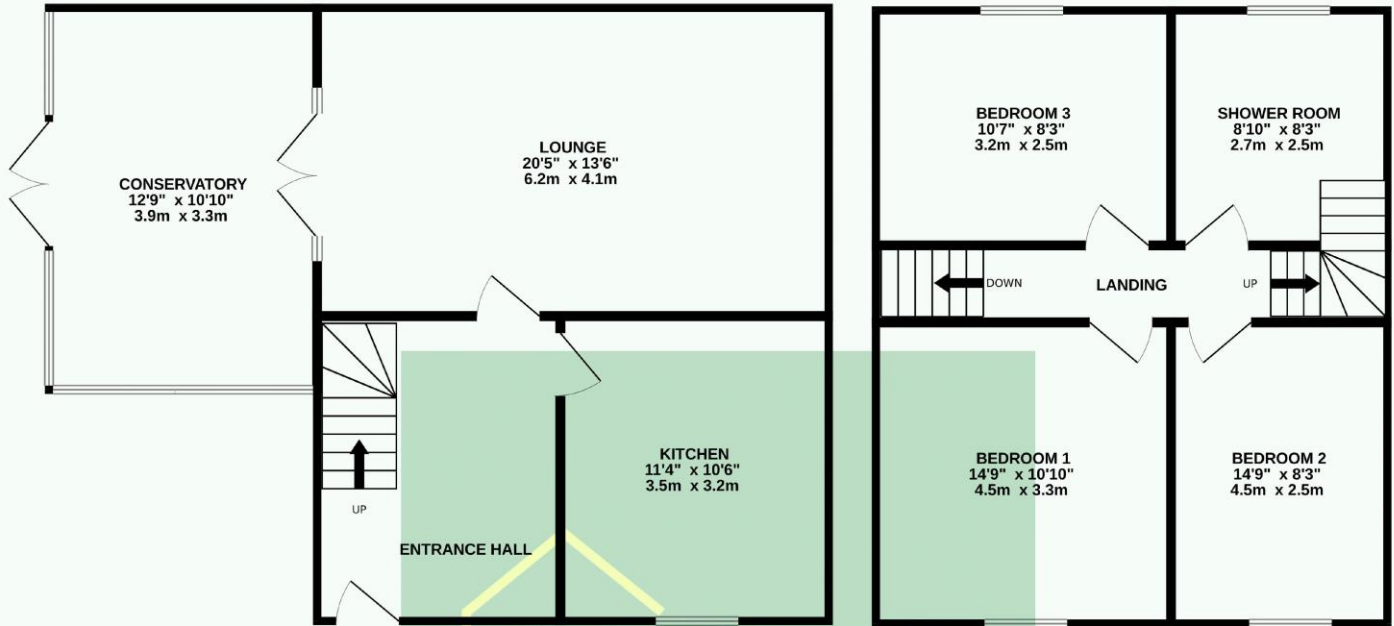 CONSERVATORY
12'9" x 10'10"
3.9m x 3.3m
LOUNGE
20'5" x 13'6"
6.2m x 4.1m
KITCHEN
11'4" x 10'6"
3.5m x 3.2m
UP
ENTRANCE HALL
BEDROOM 3
10'7" x 8'3"
3.2m x 2.5m
SHOWER ROOM
8'10" x 8'3"
2.7m x 2.5m
DOWN
LANDING
UP
BEDROOM 1
14'9" x 10'10"
4.5m x 3.3m
BEDROOM 2
14'9" x 8'3"
4.5m x 2.5m